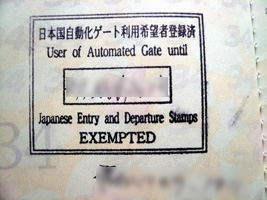 日本国自動化ゲート利用希望者登録済
User of Automated Gate until
Japanese Entry and Departure Stamps
EXEMPTED